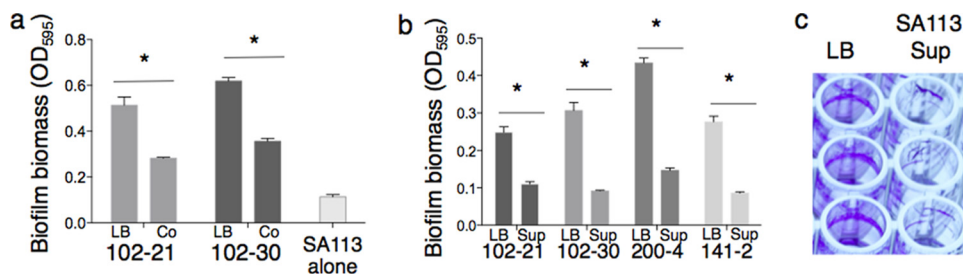 a
Biofilm biomass (OD595)
0.8
0.6
0.4
0.2
0.0
*
*
LB Co LB Co
102-21 102-30 SA113
alone
b
Biofilm biomass (OD595)
0.5
0.4
0.3
0.2
0.1
0.0
*
*
*
*
LB Sup LB Sup LB Sup LB Sup
102-21 102-30 200-4 141-2
c
SA113
LB Sup